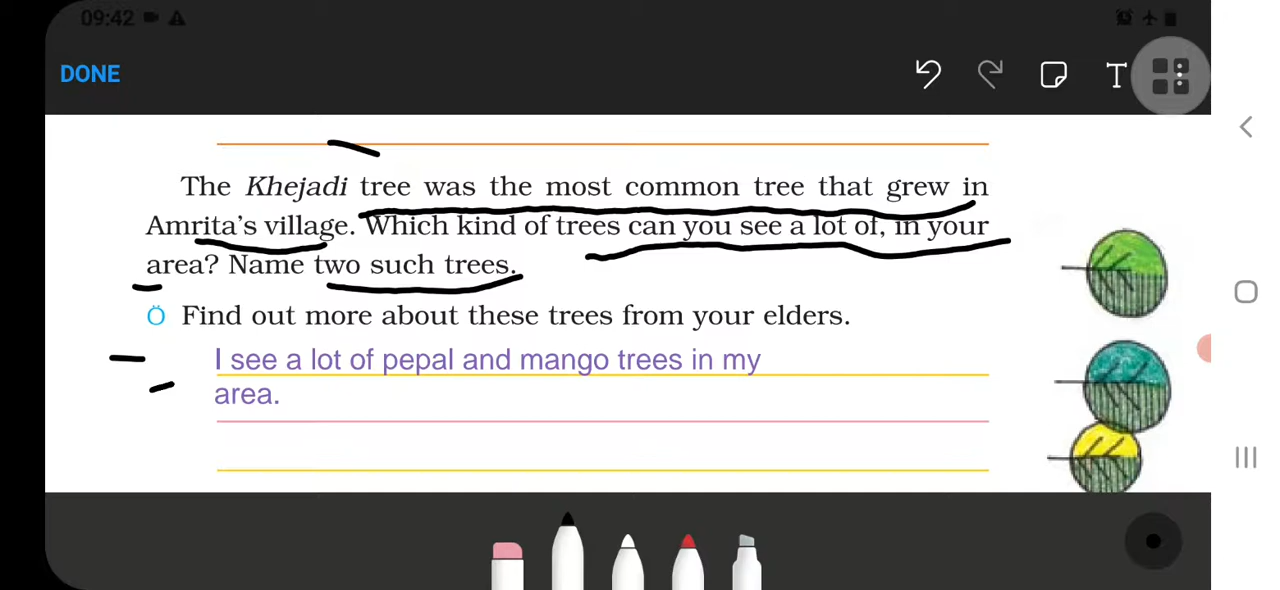 09:42
DONE
T
The Khejadi tree was the most common tree that grew in
Amrita's village. Which kind of trees can you see a lot of, in your
area? Name two such trees.
Ö Find out more about these trees from your elders.
I see a lot of pepal and mango trees in my
area.